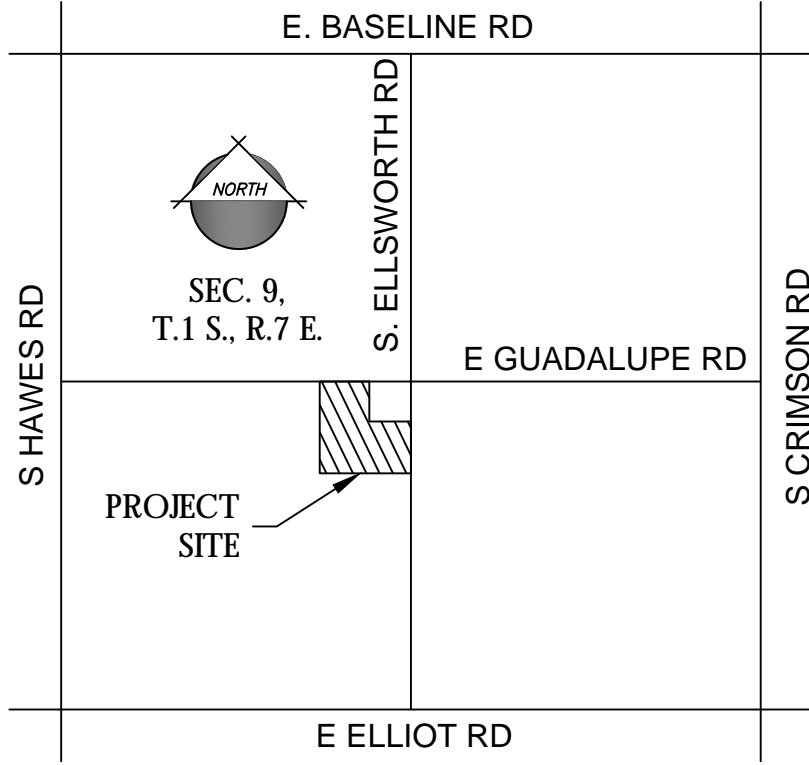 E. BASELINE RD
S. ELLSWORTH RD
NORTH
SEC. 9,
T.1 S., R.7 E.
S HAWES RD
E GUADALUPE RD
S CRIMSON RD
PROJECT
SITE
E ELLIOT RD